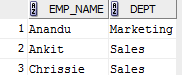 EMP_NAME DEPT
1 Anandu Marketing
2 Ankit Sales
3 Chrissie Sales